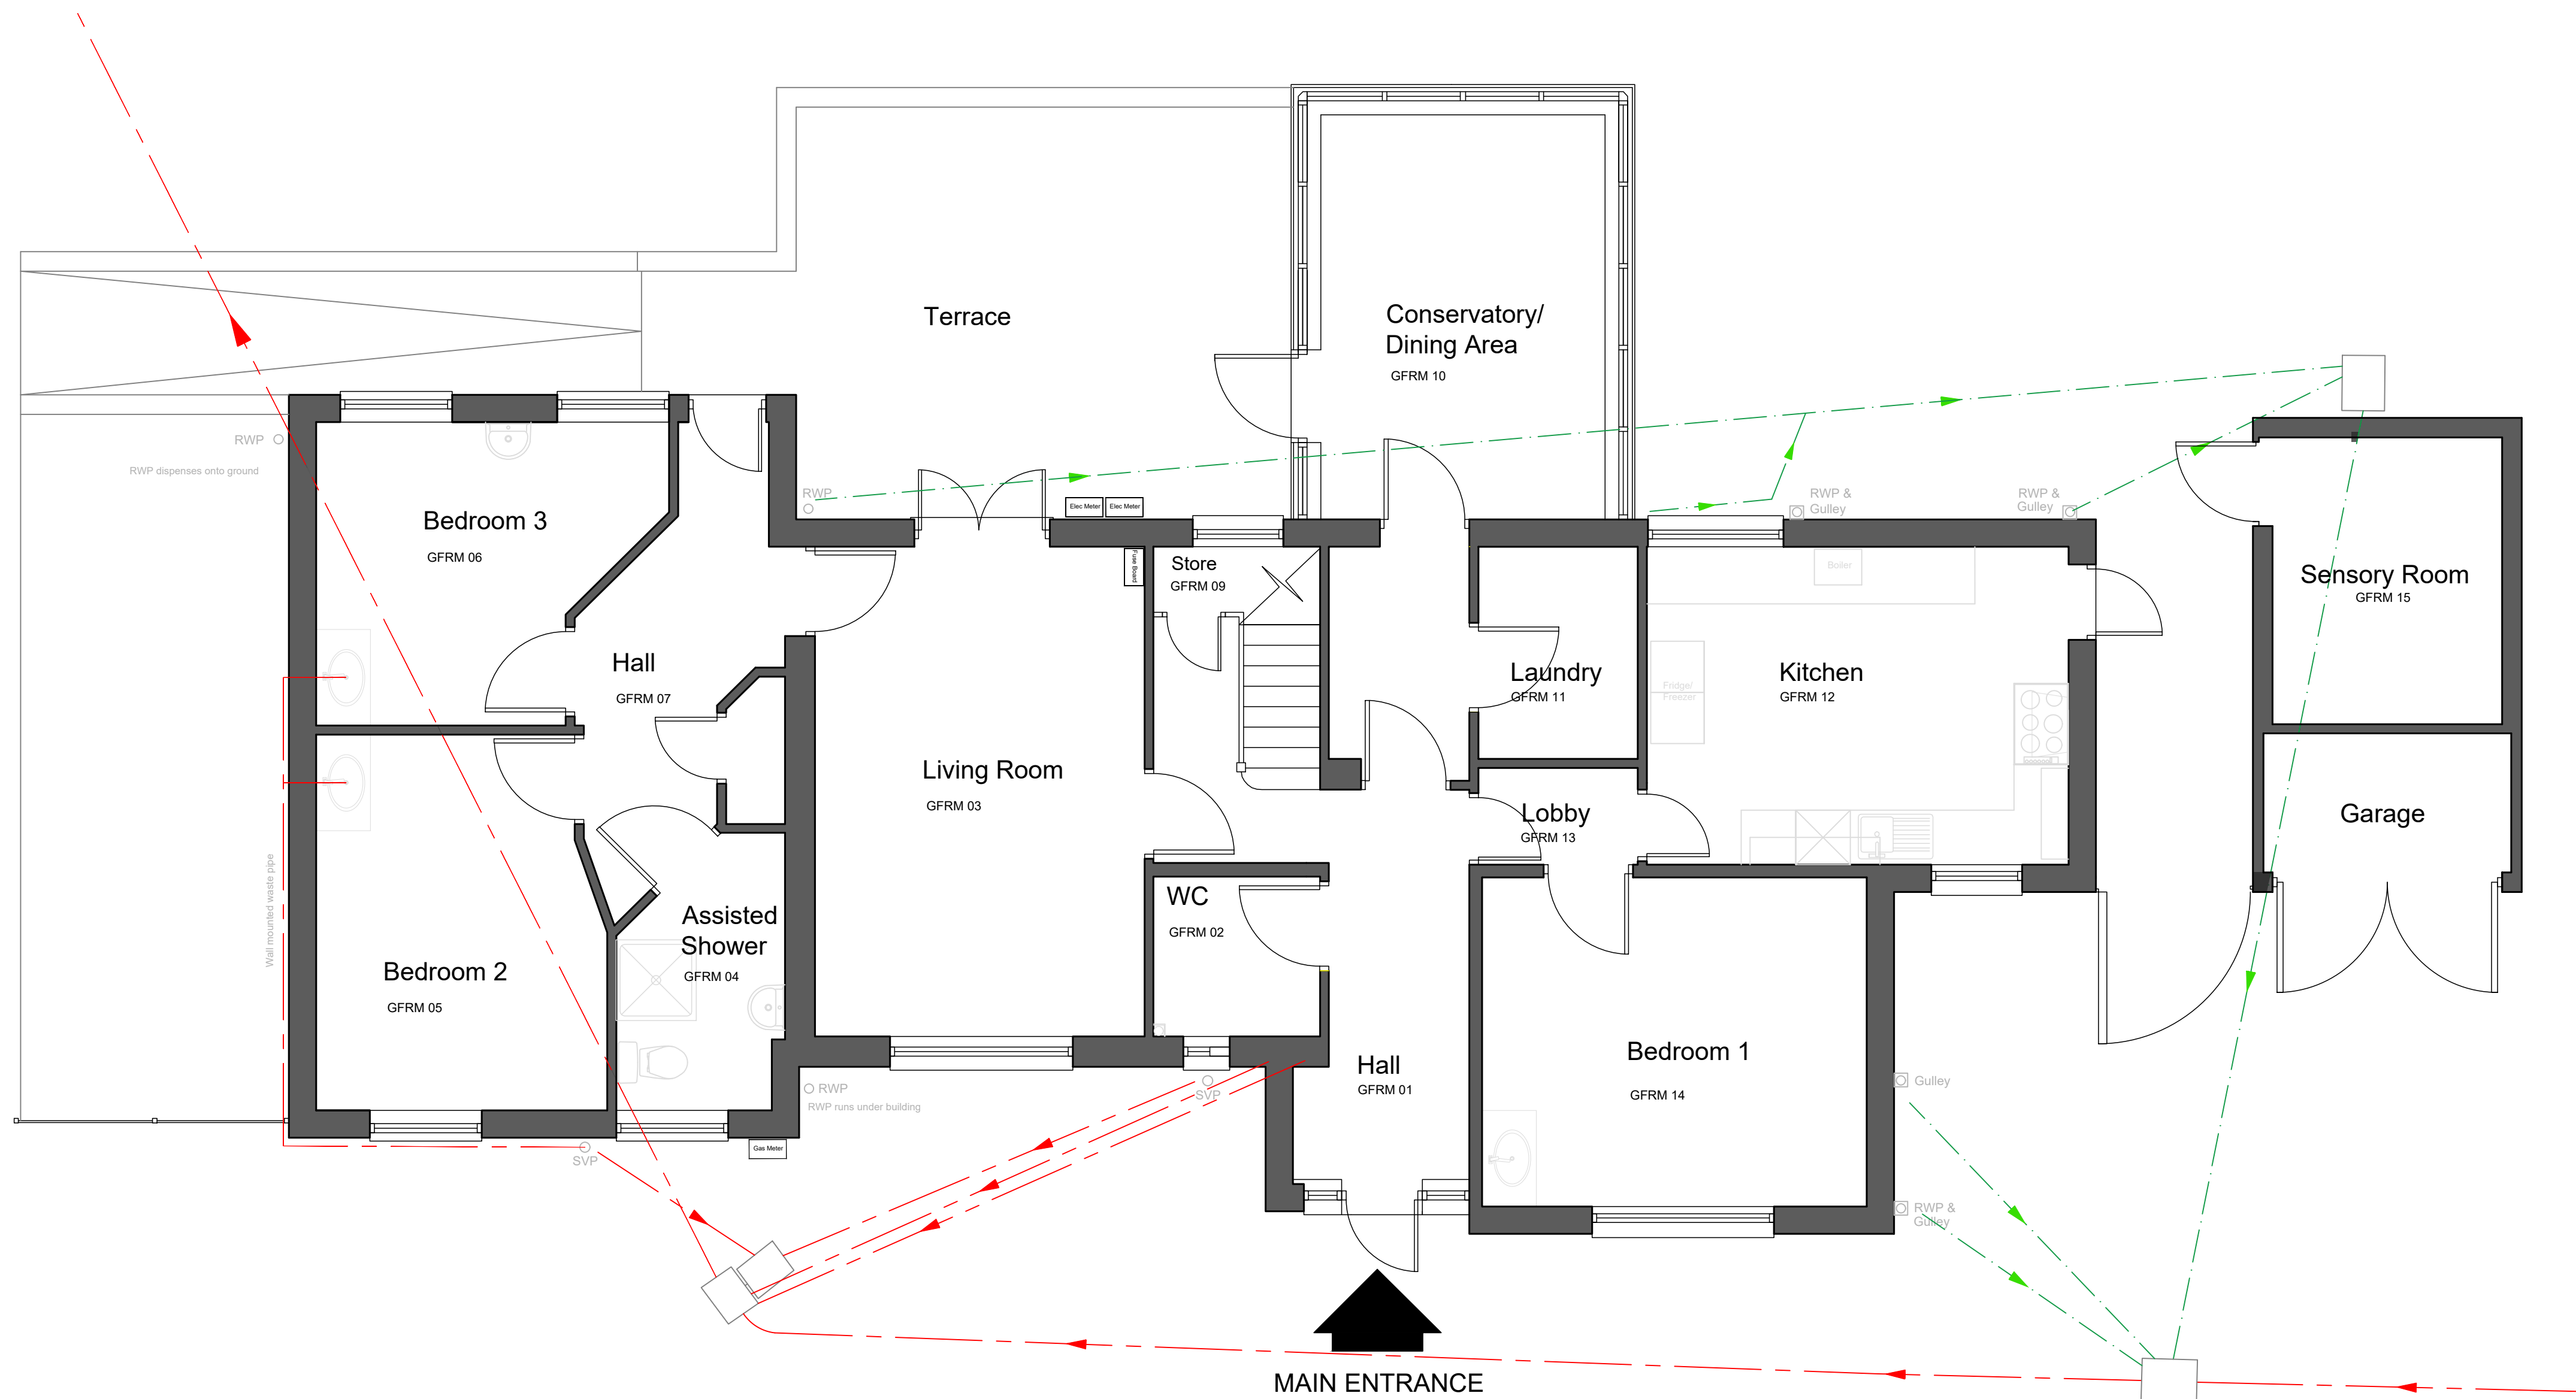 Terrace
Conservatory/
Dining Area
GFRM 10
RWP
RWP dispenses onto ground
Bedroom 3
GFRM 06
RWP
Elec Meter
Elec Meter
RWP &
Gulley
RWP &
Gulley
Fuse Board
Store
GFRM 09
Boiler
Sensory Room
GFRM 15
Hall
GFRM 07
Laundry
GFRM 11
Fridge/
Freezer
Kitchen
GFRM 12
Living Room
GFRM 03
Lobby
GFRM 13
Garage
Wall mounted waste pipe
WC
GFRM 02
Assisted
Shower
GFRM 04
Bedroom 2
GFRM 05
Hall
GFRM 01
Bedroom 1
GFRM 14
Gulley
RWP
RWP runs under building
SVP
SVP
Gas Meter
RWP &
Gulley
MAIN ENTRANCE